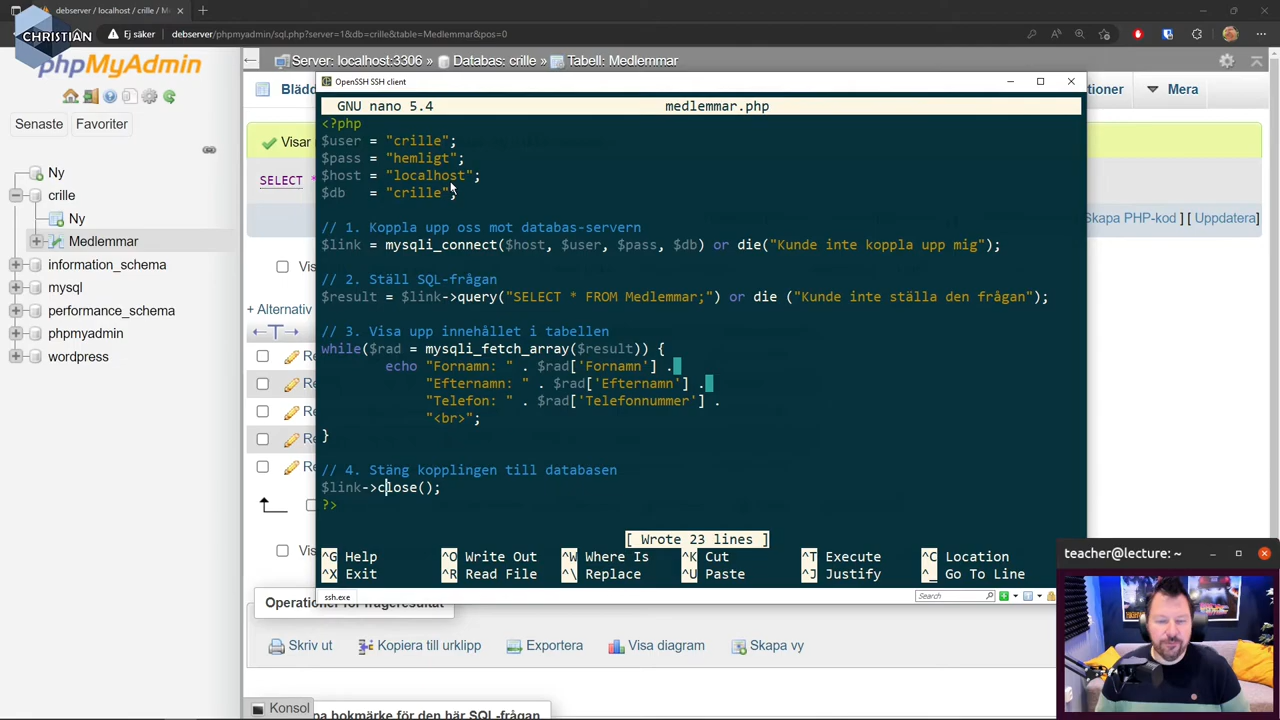 debserver / localhost / crille / M
CHRISTIAN
Ej säker
debserver/phpmyadmin/sql.php?server=1&db=crille&table=Medlemmar&pos=0
phpMyAdmin
Server: localhost:3306 » Databas: crille » Tabell: Medlemmar
OpenSSH SSH client
Blädd
tioner
Mera
Senaste
Favoriter
GNU nano 5.4
medlemmar.php
<?php
$user = "crille";
$pass = "hemligt";
$host = "localhost";
$db   = "crille";
// 1. Koppla upp oss mot databas-servern
$link = mysqli_connect($host, $user, $pass, $db) or die("Kunde inte koppla upp mig");
// 2. Ställ SQL-frågan
$result = $link->query("SELECT * FROM Medlemmar;") or die ("Kunde inte ställa den frågan");
// 3. Visa upp innehållet i tabellen
while($rad = mysqli_fetch_array($result)) {
echo "Fornamn: " . $rad['Fornamn'] .
"Efternamn: " . $rad['Efternamn'] .
"Telefon: " . $rad['Telefonnummer'] .
"<br>";
}
// 4. Stäng kopplingen till databasen
$link->close();
?>
[ Wrote 23 lines ]
^G Help
^O Write Out
^W Where Is
^K Cut
^T Execute
^C Location
^X Exit
^R Read File
^\ Replace
^U Paste
^J Justify
^_ Go To Line
ssh.exe
Search
Visar
SELECT *
Skapa PHP-kod ] [ Uppdatera]
Vis
+ Alternativ
←T→
Re
Re
Re
Re
Re
Vis
Ny
crille
Ny
Medlemmar
information_schema
mysql
performance_schema
phpmyadmin
wordpress
Operationer för frågeresultat
Skriv ut
Kopiera till urklipp
Exportera
Visa diagram
Skapa vy
Konsol
pa bokmärke för den här SQL-frågan
teacher@lecture: ~